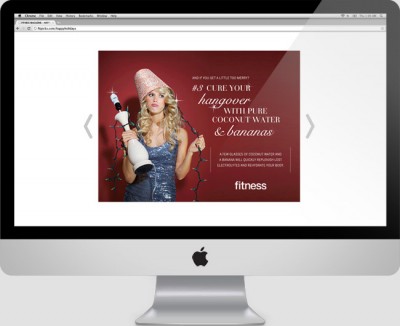 Chrome File Edit View History Bookmarks Window Help
AND IF YOU GET A LITTLE TOO MERRY?
#3 CURE YOUR
hangover
WITH PURE
COCONUT WATER
& bananas
A FEW GLASSES OF COCONUT WATER AND
A BANANA WILL QUICKLY REPLENISH LOST
ELECTROLYTES AND REHYDRATE YOUR BODY.
fitness